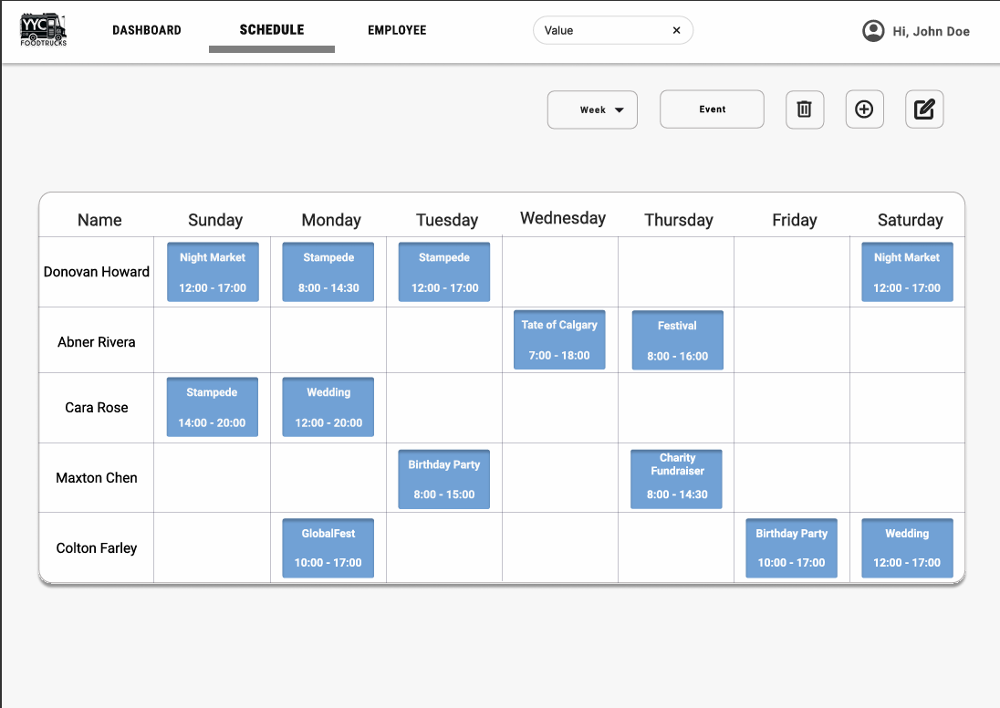 YYC
FOODTRUCKS
DASHBOARD
SCHEDULE
EMPLOYEE
Value
Hi, John Doe
Week
Event
Name Sunday Monday Tuesday Wednesday Thursday Friday Saturday
Donovan Howard
Night Market
12:00 - 17:00
Stampede
8:00 - 14:30
Stampede
12:00 - 17:00
Night Market
12:00 - 17:00
Abner Rivera
Tate of Calgary
7:00 - 18:00
Festival
8:00 - 16:00
Cara Rose
Stampede
14:00 - 20:00
Wedding
12:00 - 20:00
Maxton Chen
Birthday Party
8:00 - 15:00
Charity
Fundraiser
8:00 - 14:30
Colton Farley
GlobalFest
10:00 - 17:00
Birthday Party
10:00 - 17:00
Wedding
12:00 - 17:00